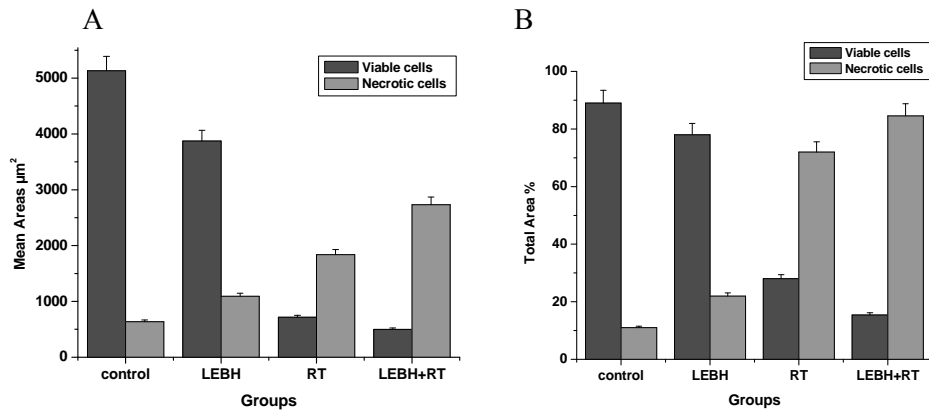 A
Viable cells
Necrotic cells
Mean Areas µm²
5000
4000
3000
2000
1000
0
control LEBH RT LEBH+RT
Groups
B
Viable cells
Necrotic cells
Total Area %
100
80
60
40
20
0
control LEBH RT LEBH+RT
Groups